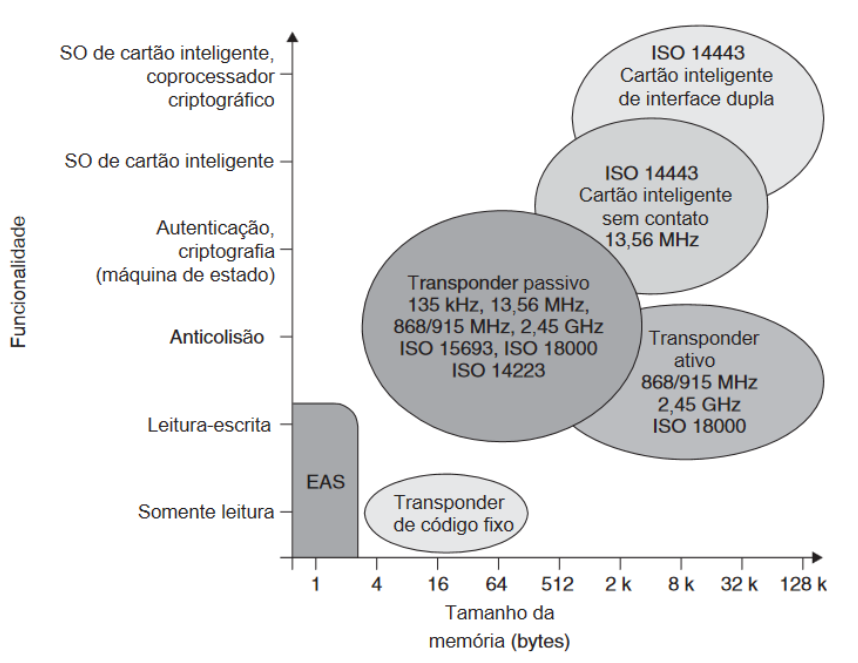 SO de cartão inteligente,
coprocessador
criptográfico
SO de cartão inteligente
Autenticação,
criptografia
(máquina de estado)
Anticolisão
Leitura-escrita
Somente leitura
Funcionalidade
ISO 14443
Cartão inteligente
de interface dupla
ISO 14443
Cartão inteligente
sem contato
13,56 MHz
Transponder passivo
135 kHz, 13,56 MHz,
868/915 MHz, 2,45 GHz
ISO 15693, ISO 18000
ISO 14223
Transponder
ativo
868/915 MHz
2,45 GHz
ISO 18000
EAS
Transponder
de código fixo
1 4 16 64 512 2 k 8 k 32 k 128 k
Tamanho da
memória (bytes)